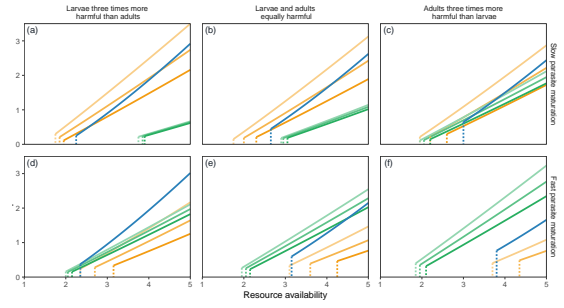 Larvae three times more
harmful than adults
Larvae and adults
equally harmful
Adults three times more
harmful than larvae
(a)
(b)
(c)
3
2
1
0
Slow parasite maturation
(d)
(e)
(f)
3
2
1
0
Fast parasite maturation
1 2 3 4 5
1 2 3 4 5
1 2 3 4 5
Resource availability